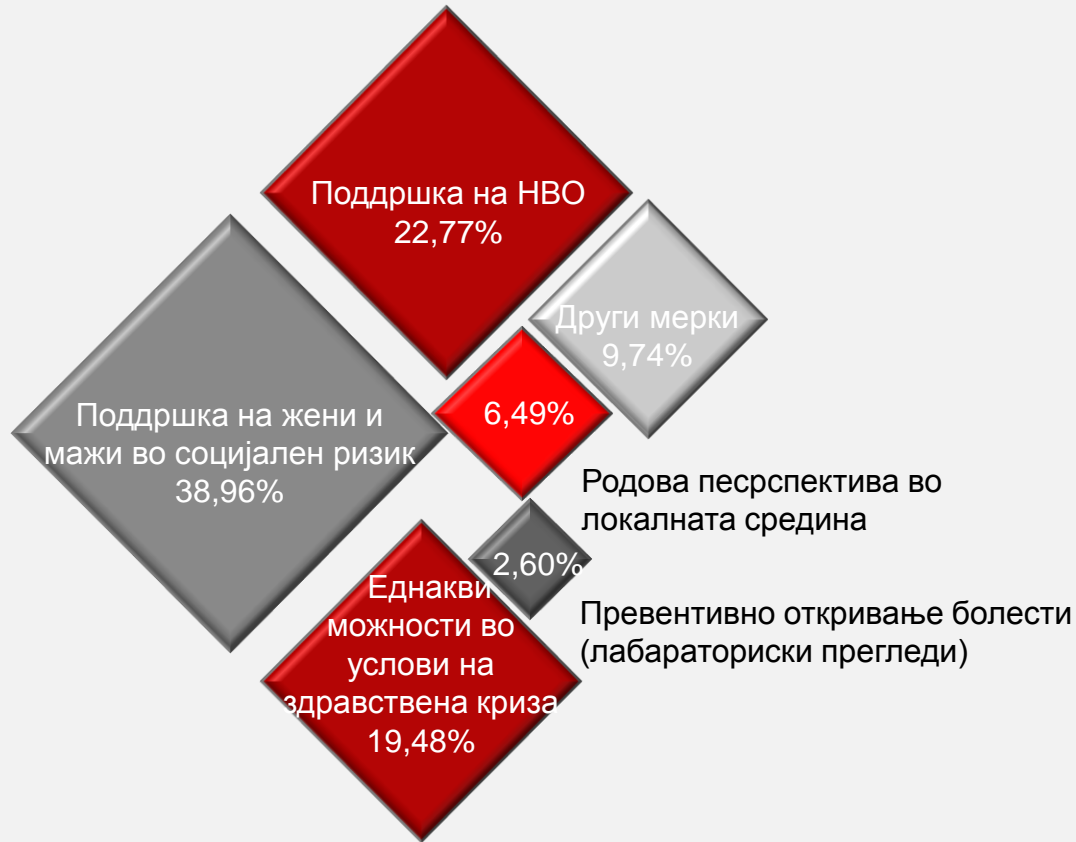 Поддршка на НВО
22,77%
Други мерки
9,74%
Поддршка на жени и
мажи во социјален ризик
38,96%
6,49%
Родова песрспектива во
локалната средина
2,60%
Превентивно откривање болести
(лабараториски прегледи)
Еднакви
можности во
услови на
здравствена криза
19,48%